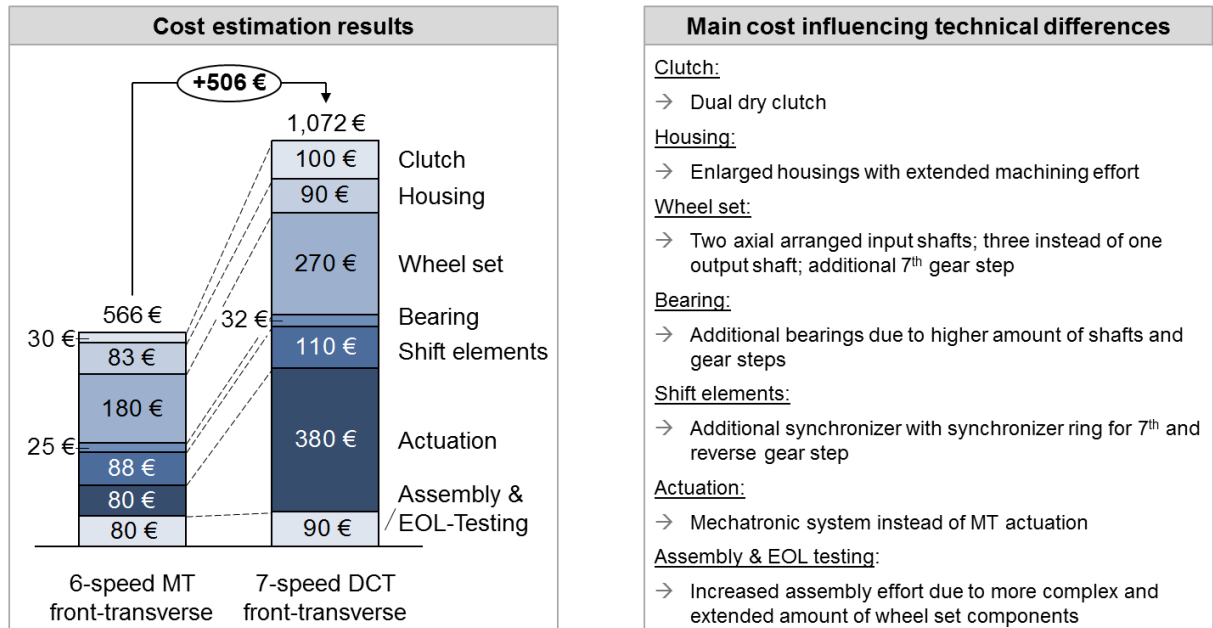 Cost estimation results
+506 €
1,072 €
100 €
Clutch
90 €
Housing
270 €
Wheel set
566 €
32 €
Bearing
30 €
83 €
110 €
Shift elements
180 €
380 €
Actuation
25 €
88 €
80 €
Assembly &
EOL-Testing
80 €
90 €
6-speed MT
front-transverse
7-speed DCT
front-transverse
Main cost influencing technical differences
Clutch:
→ Dual dry clutch
Housing:
→ Enlarged housings with extended machining effort
Wheel set:
→ Two axial arranged input shafts; three instead of one
output shaft; additional 7th gear step
Bearing:
→ Additional bearings due to higher amount of shafts and
gear steps
Shift elements:
→ Additional synchronizer with synchronizer ring for 7th and
reverse gear step
Actuation:
→ Mechatronic system instead of MT actuation
Assembly & EOL testing:
→ Increased assembly effort due to more complex and
extended amount of wheel set components